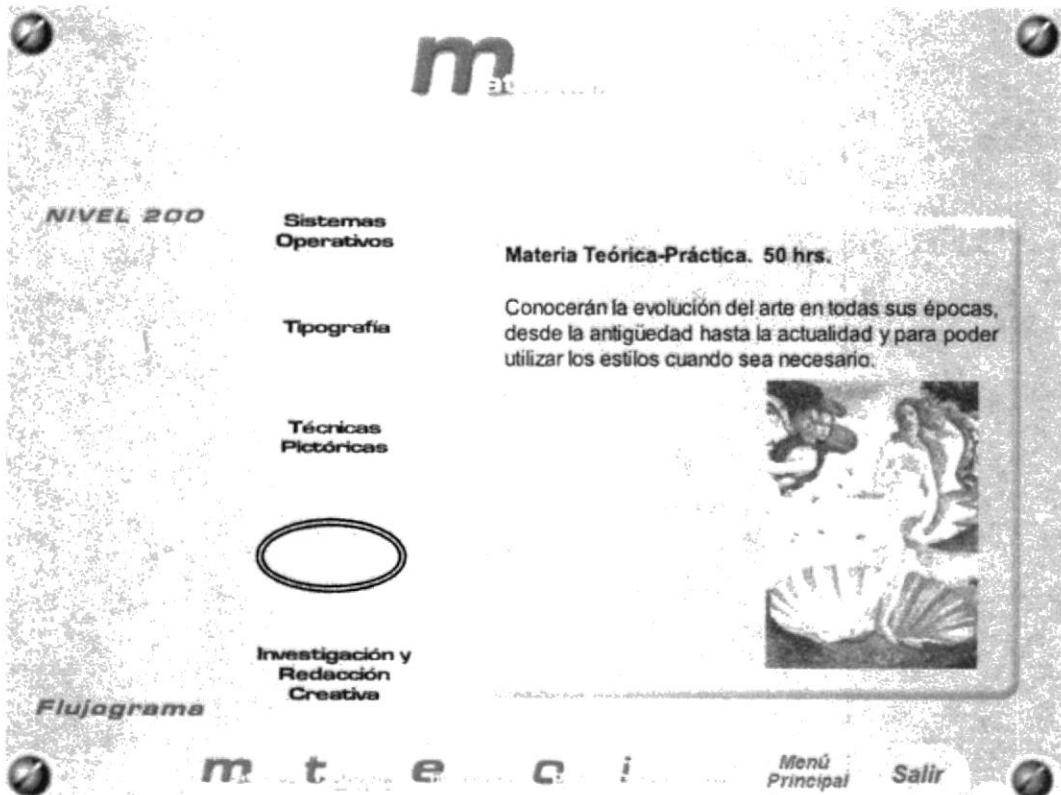 mat
NIVEL 200
Sistemas
Operativos
Tipografía
Técnicas
Pictóricas
Investigación y
Redacción
Creativa
Materia Teórica-Práctica. 50 hrs.
Conocerán la evolución del arte en todas sus épocas,
desde la antigüedad hasta la actualidad y para poder
utilizar los estilos cuando sea necesario.
Flujograma
m t e c i
Menú
Principal
Salir